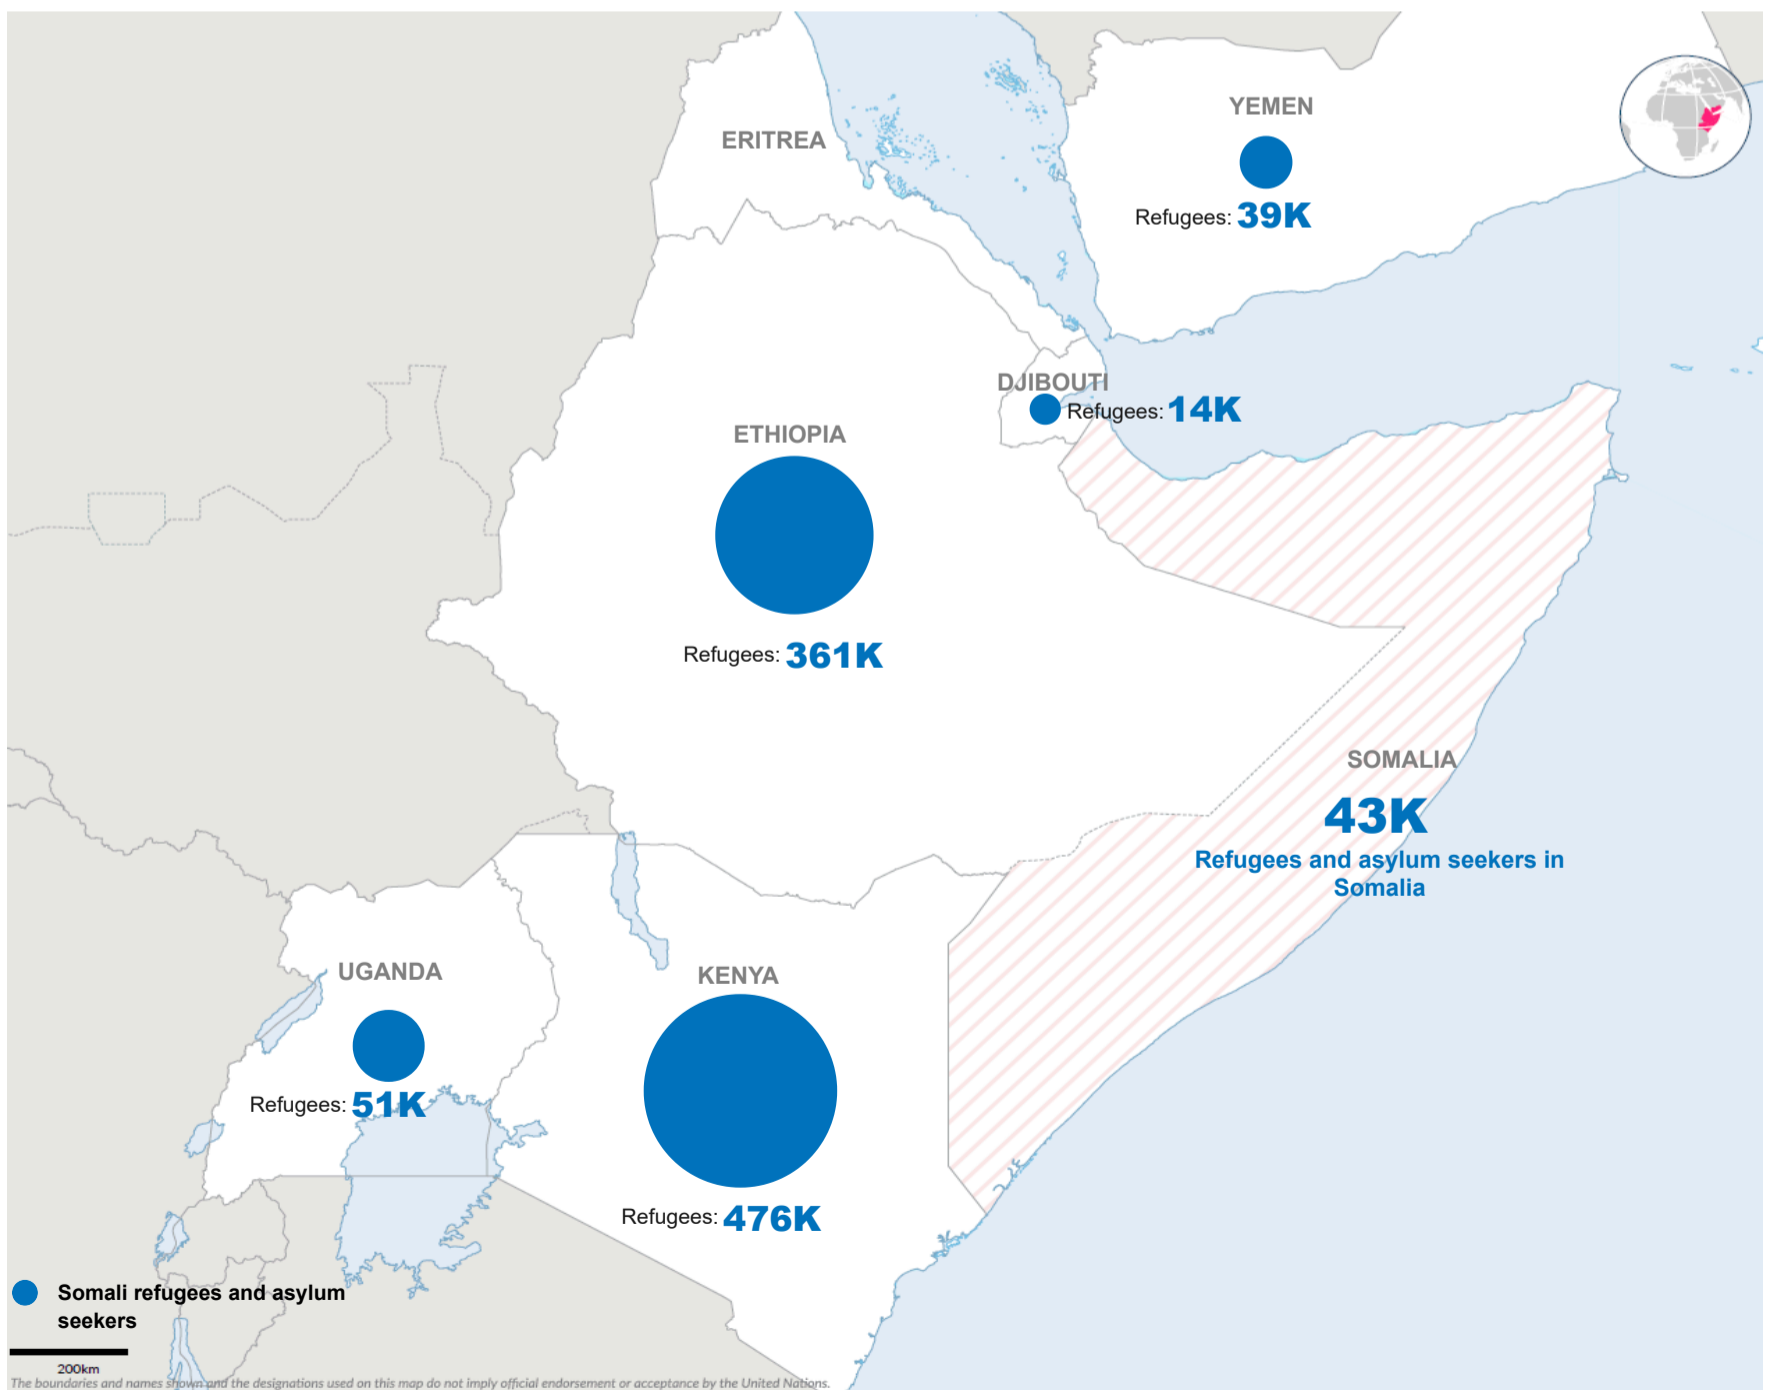 YEMEN
ERITREA
Refugees: 39K
DJIBOUTI
Refugees: 14K
ETHIOPIA
Refugees: 361K
SOMALIA
43K
Refugees and asylum seekers in
Somalia
UGANDA
KENYA
Refugees: 51K
Refugees: 476K
Somali refugees and asylum
seekers
200km
The boundaries and names shown and the designations used on this map do not imply official endorsement or acceptance by the United Nations.